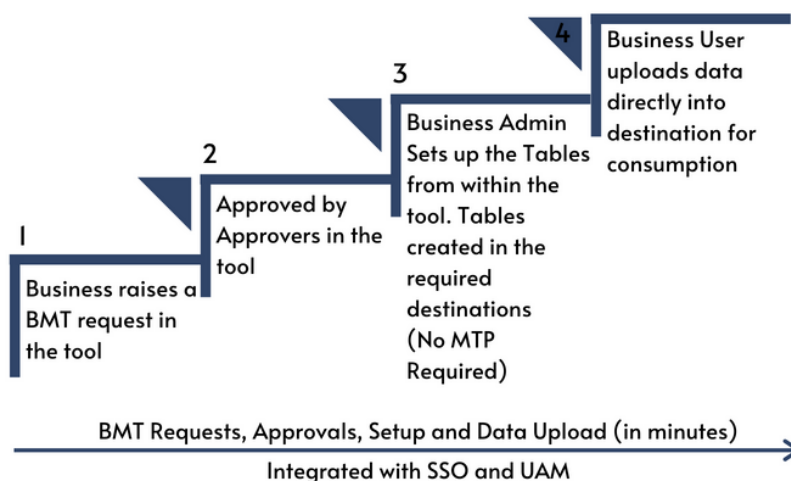 1
Business raises a
BMT request in
the tool
2
Approved by
Approvers in the
tool
3
Business Admin
Sets up the Tables
from within the
tool. Tables
created in the
required
destinations
(No MTP
Required)
4
Business User
uploads data
directly into
destination for
consumption
BMT Requests, Approvals, Setup and Data Upload (in minutes)
Integrated with SSO and UAM